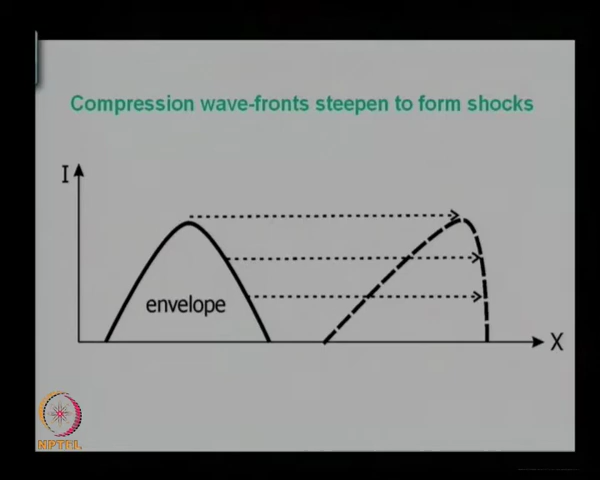 Compression wave-fronts steepen to form shocks
I
envelope
X
NPTEL